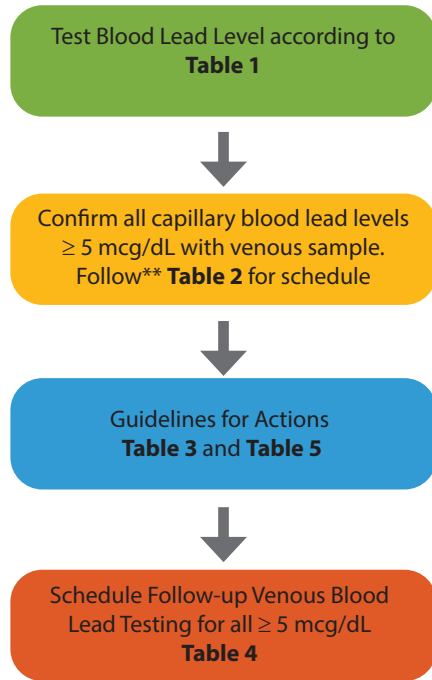 Test Blood Lead Level according to
Table 1
Confirm all capillary blood lead levels
≥ 5 mcg/dL with venous sample.
Follow** Table 2 for schedule
Guidelines for Actions
Table 3 and Table 5
Schedule Follow-up Venous Blood
Lead Testing for all ≥ 5 mcg/dL
Table 4